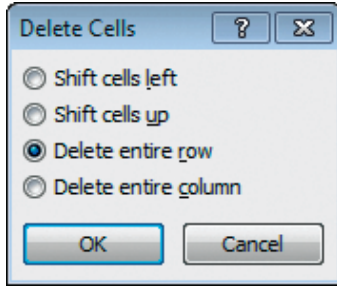 Delete Cells
?
Shift cells left
Shift cells up
Delete entire row
Delete entire column
OK Cancel